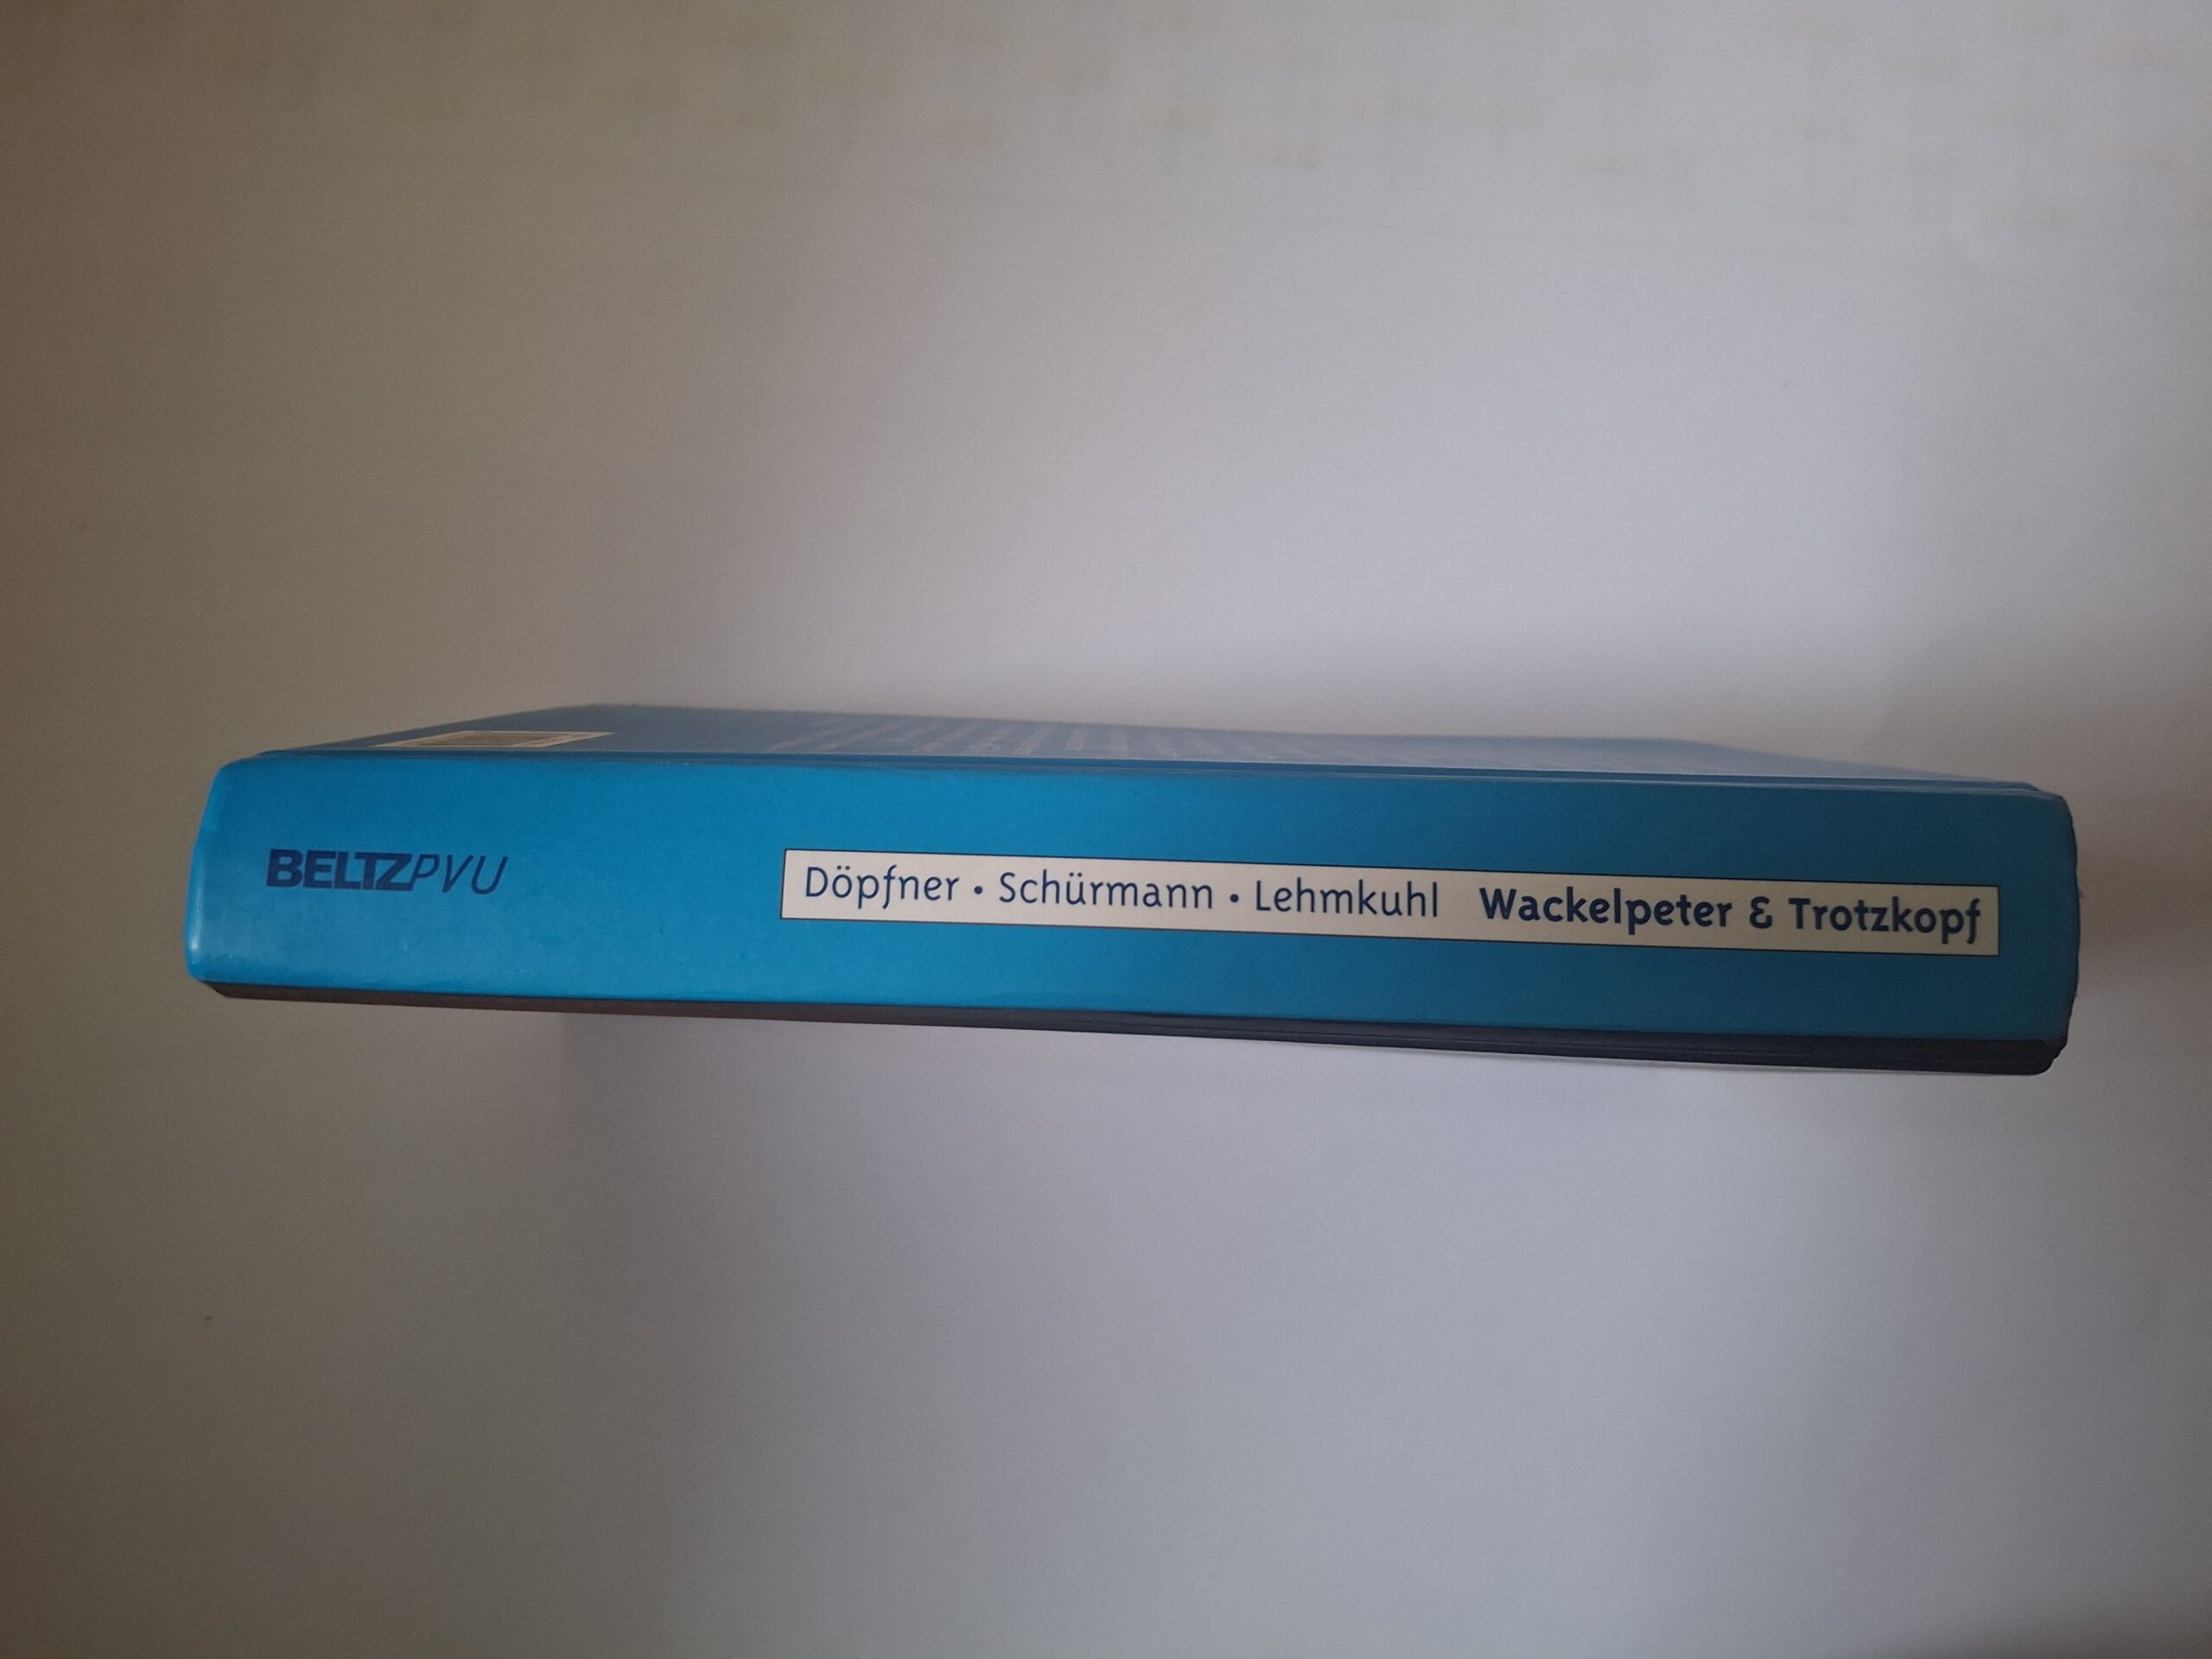 BELTZPVU
Döpfner • Schürmann • Lehmkuhl Wackelpeter & Trotzkopf